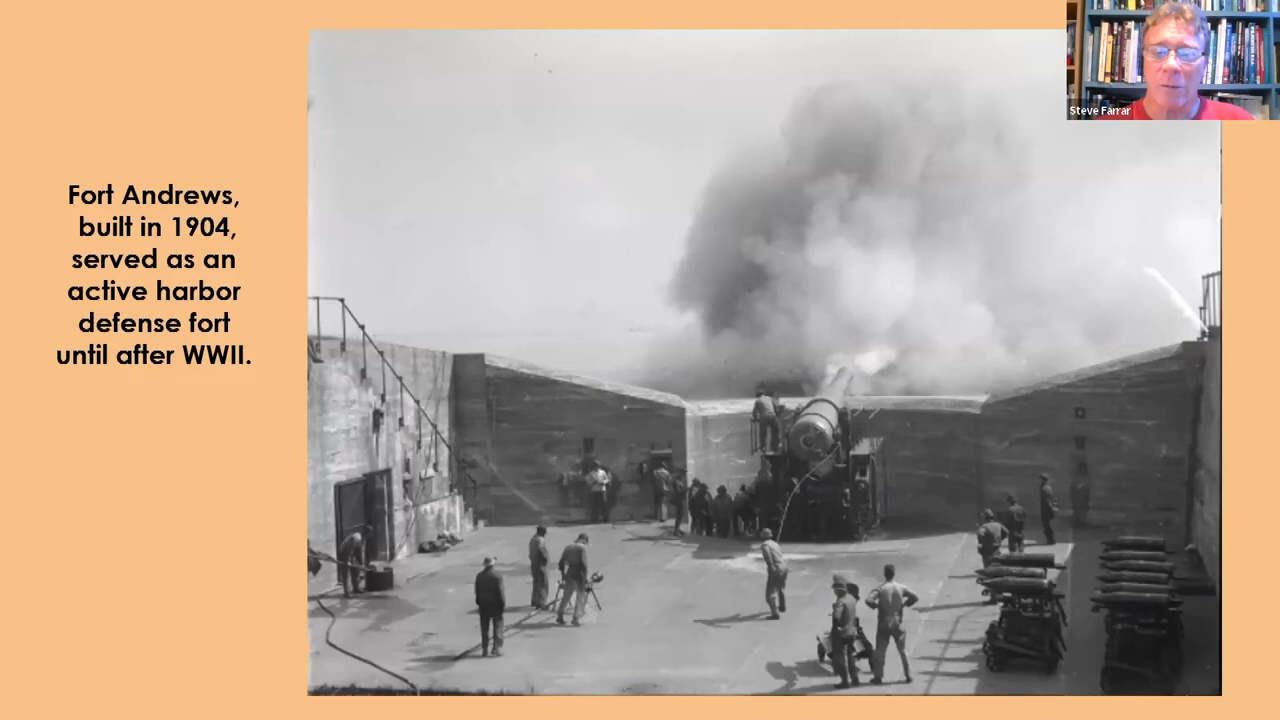 Fort Andrews,
built in 1904,
served as an
active harbor
defense fort
until after WWII.
Steve Farrar